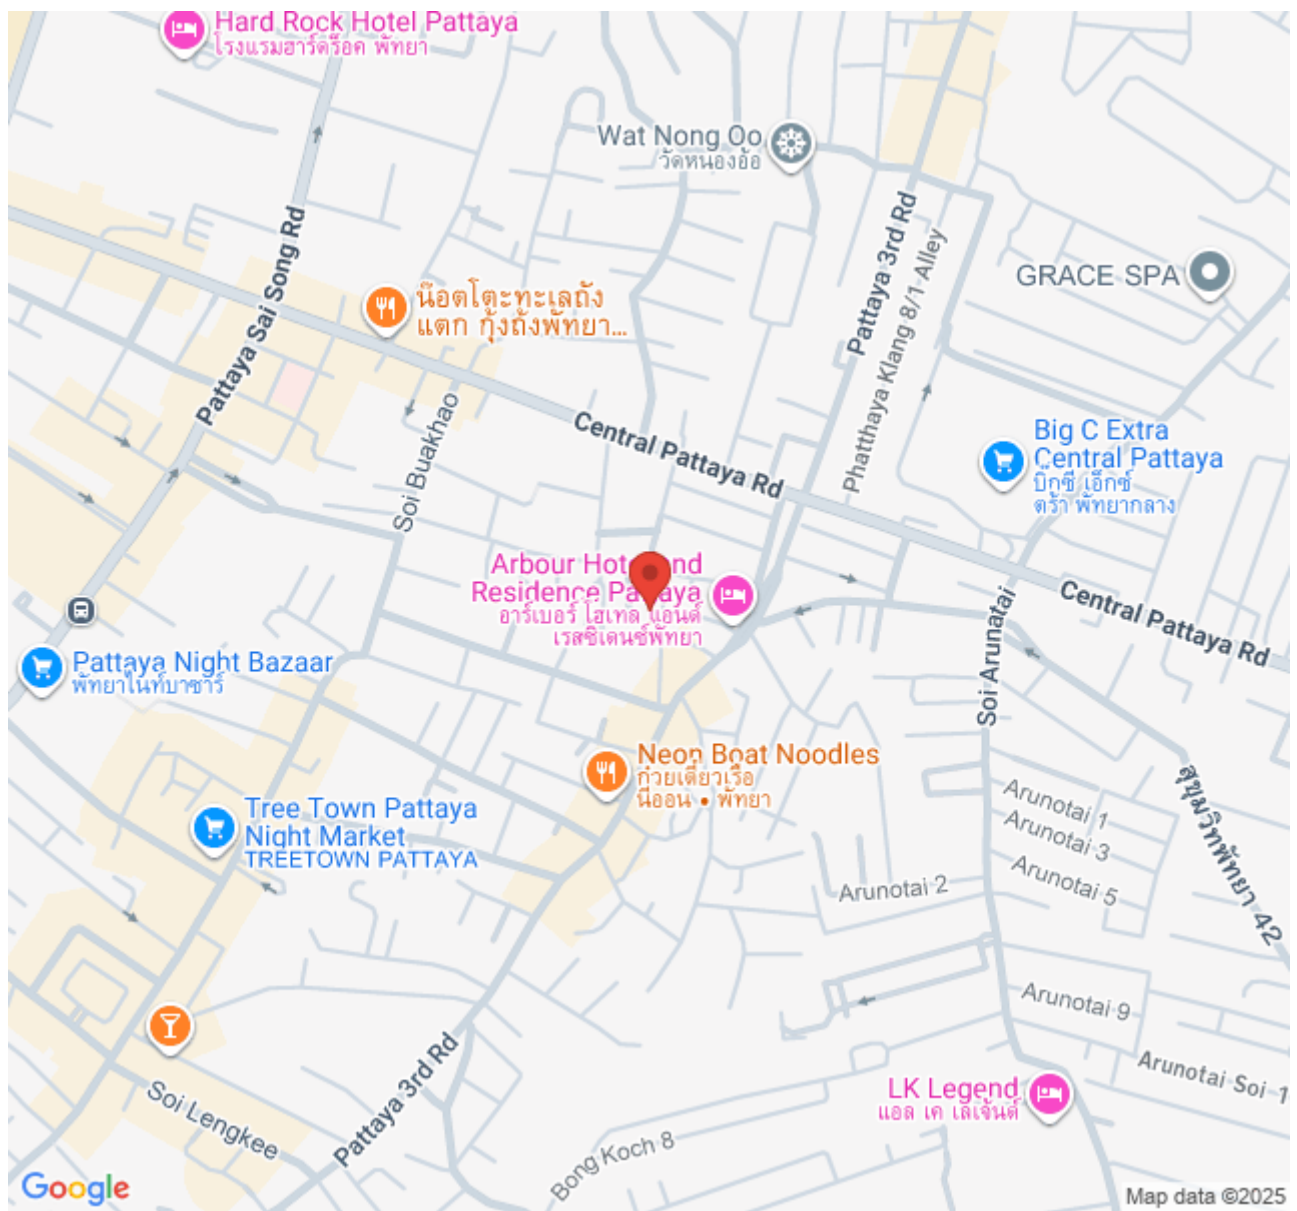 Hard Rock Hotel Pattaya
โรงแรมฮาร์ดร็อค พัทยา
Wat Nong Oo
วัดหนองอ้อ
Pattaya Sai Song Rd
Pattaya 3rd Rd
Phatthaya Klang 8/1 Alley
GRACE SPA
น๊อตโตะทะเลถัง
แตก กุ้งถังพัทยา...
Soi Buakhao
Central Pattaya Rd
Big C Extra
Central Pattaya
บิ๊กซี เอ็กซ์
ตร้า พัทยากลาง
Arbour Hotel and
Residence Pattaya
อาร์เบอร์ โฮเทล แอนด์
เรสซิเดนซ์พัทยา
Central Pattaya Rd
Soi Arunatai
Pattaya Night Bazaar
พัทยาไนท์บาซาร์
Neon Boat Noodles
ก๋วยเตี๋ยวเรือ
นีออน • พัทยา
สุขุมวิทพัทยา 42
Tree Town Pattaya
Night Market
TREETOWN PATTAYA
Arunotai 1
Arunotai 3
Arunotai 5
Arunotai 2
Arunotai 9
Arunotai Soi 1
Soi Lengkee
Pattaya 3rd Rd
LK Legend
แอล เค เลเจ้นด์
Bong Koch 8
Google
Map data ©2025